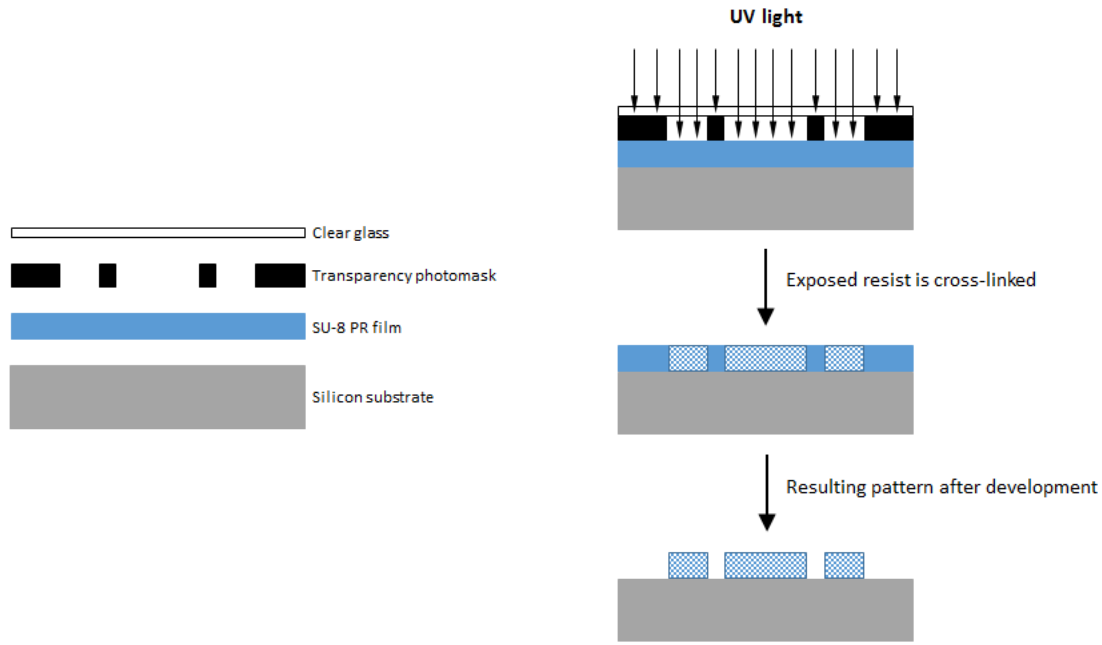 UV light
Clear glass
Transparency photomask
SU-8 PR film
Silicon substrate
Exposed resist is cross-linked
Resulting pattern after development